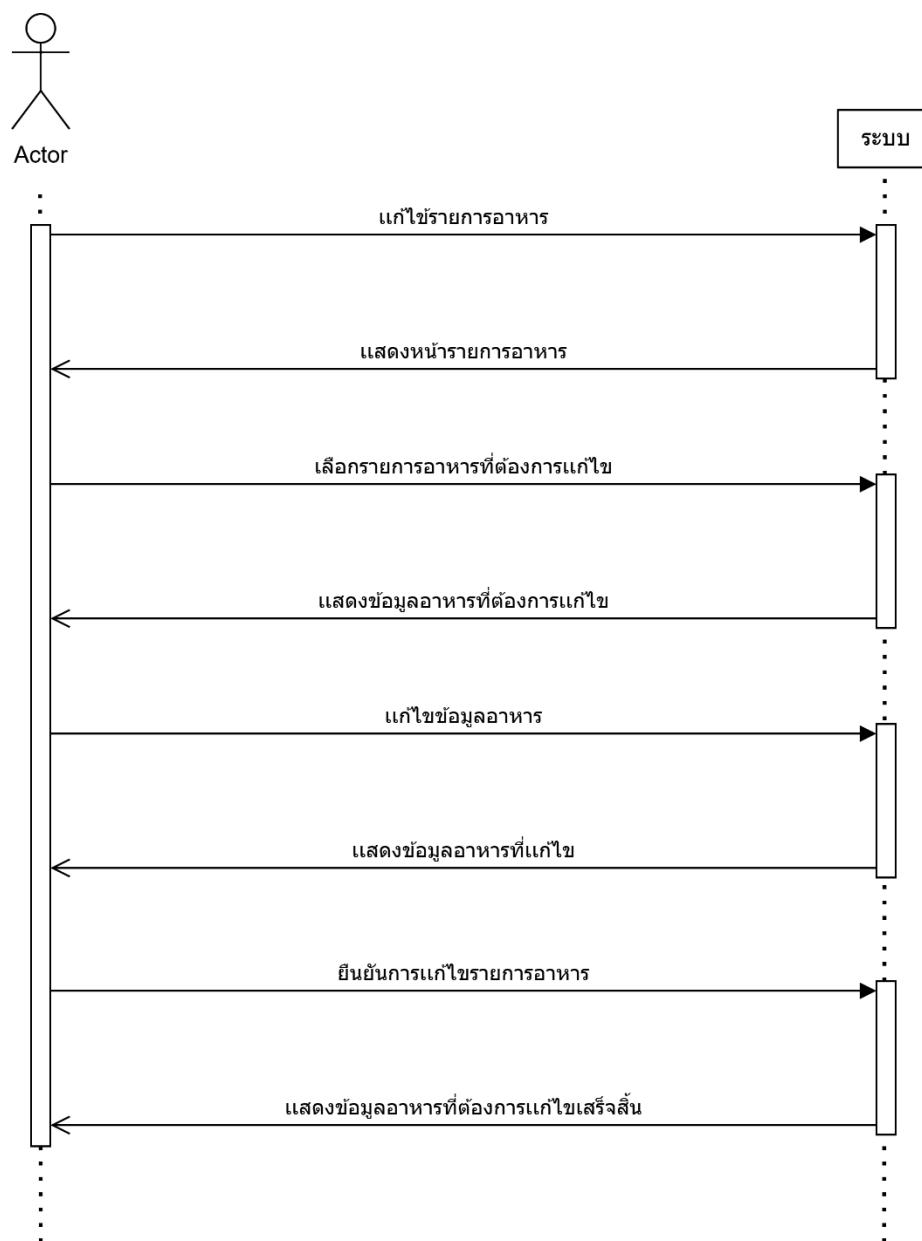 Actor
ระบบ
แก้ไข้รายการอาหาร
แสดงหน้ารายการอาหาร
เลือกรายการอาหารที่ต้องการแก้ไข
แสดงข้อมูลอาหารที่ต้องการแก้ไข
แก้ไขข้อมูลอาหาร
แสดงข้อมูลอาหารที่แก้ไข
ยืนยันการแก้ไขรายการอาหาร
แสดงข้อมูลอาหารที่ต้องการแก้ไขเสร็จสิ้น